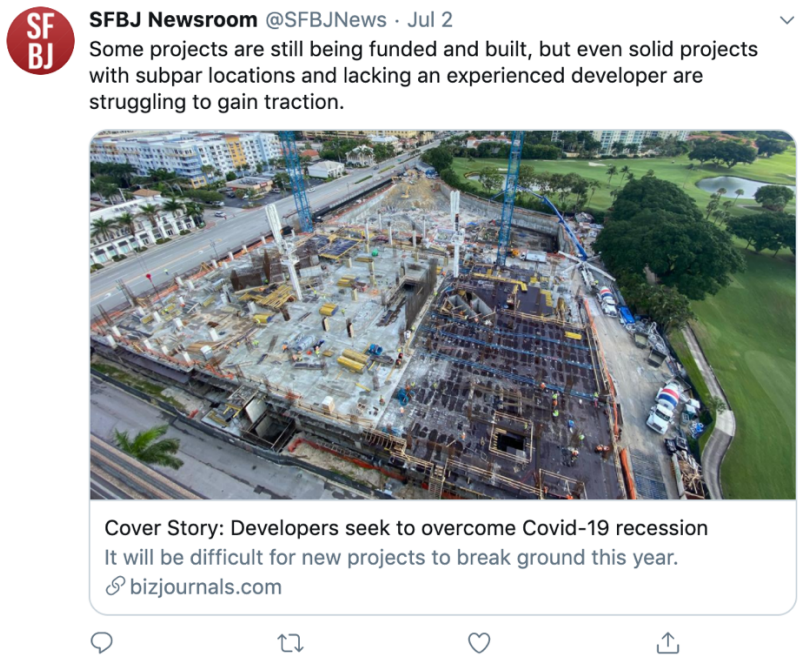 SF
BJ
SFBJ Newsroom @SFBJNews · Jul 2
Some projects are still being funded and built, but even solid projects
with subpar locations and lacking an experienced developer are
struggling to gain traction.
Cover Story: Developers seek to overcome Covid-19 recession
It will be difficult for new projects to break ground this year.
bizjournals.com